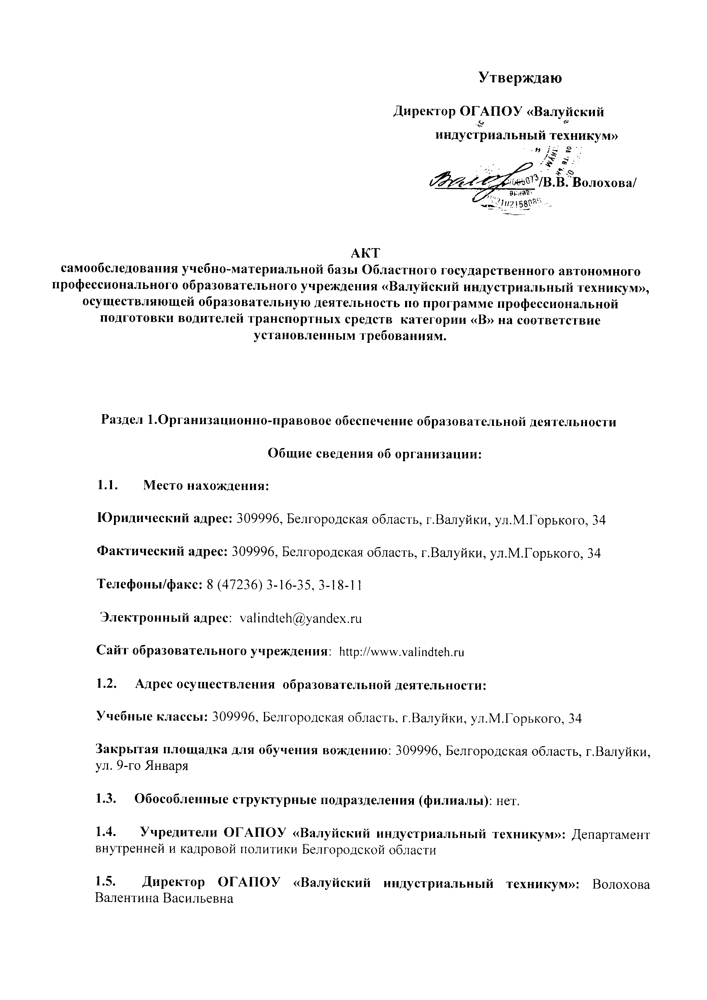 Утверждаю
Директор ОГАПОУ «Валуйский
индустриальный техникум»
/В.В. Волохова/
АКТ
самообследования учебно-материальной базы Областного государственного автономного
профессионального образовательного учреждения «Валуйский индустриальный техникум»,
осуществляющей образовательную деятельность по программе профессиональной
подготовки водителей транспортных средств категории «В» на соответствие
установленным требованиям.
Раздел 1.Организационно-правовое обеспечение образовательной деятельности
Общие сведения об организации:
1.1. Место нахождения:
Юридический адрес: 309996, Белгородская область, г.Валуйки, ул.М.Горького, 34
Фактический адрес: 309996, Белгородская область, г.Валуйки, ул.М.Горького, 34
Телефоны/факс: 8 (47236) 3-16-35, 3-18-11
Электронный адрес: valindteh@yandex.ru
Сайт образовательного учреждения: http://www.valindteh.ru
1.2. Адрес осуществления образовательной деятельности:
Учебные классы: 309996, Белгородская область, г.Валуйки, ул.М.Горького, 34
Закрытая площадка для обучения вождению: 309996, Белгородская область, г.Валуйки,
ул. 9-го Января
1.3. Обособленные структурные подразделения (филиалы): нет.
1.4. Учредители ОГАПОУ «Валуйский индустриальный техникум»: Департамент
внутренней и кадровой политики Белгородской области
1.5. Директор ОГАПОУ «Валуйский индустриальный техникум»: Волохова
Валентина Васильевна